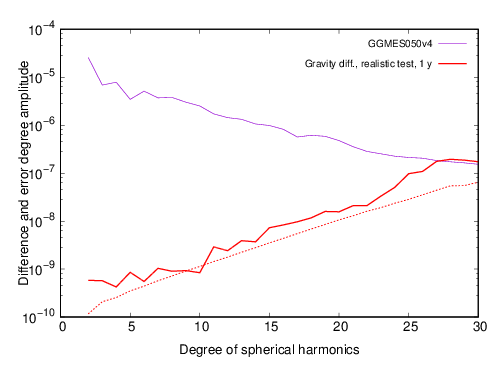 10⁻⁴
GGMES050v4
Gravity diff., realistic test, 1 y
10⁻⁵
10⁻⁶
10⁻⁷
10⁻⁸
10⁻⁹
10⁻¹⁰
Difference and error degree amplitude
0 5 10 15 20 25 30
Degree of spherical harmonics